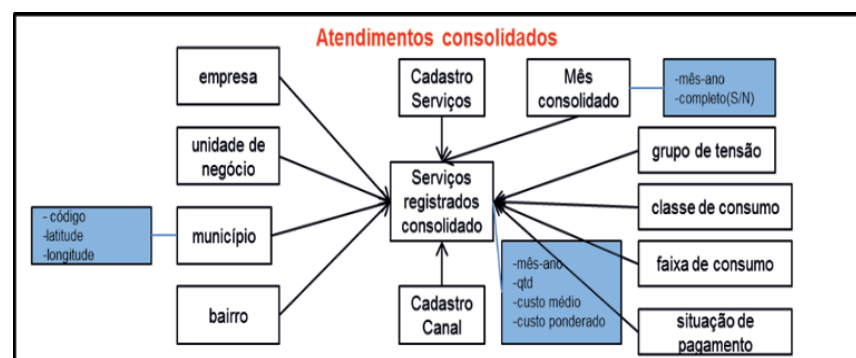 Atendimentos consolidados
empresa
Cadastro
Serviços
Mês
consolidado
-mês-ano
-completo(S/N)
unidade de
negócio
Serviços
registrados
consolidado
grupo de tensão
- código
-latitude
-longitude
município
classe de consumo
-mês-ano
-qtd
-custo médio
-custo ponderado
faixa de consumo
bairro
Cadastro
Canal
situação de
pagamento